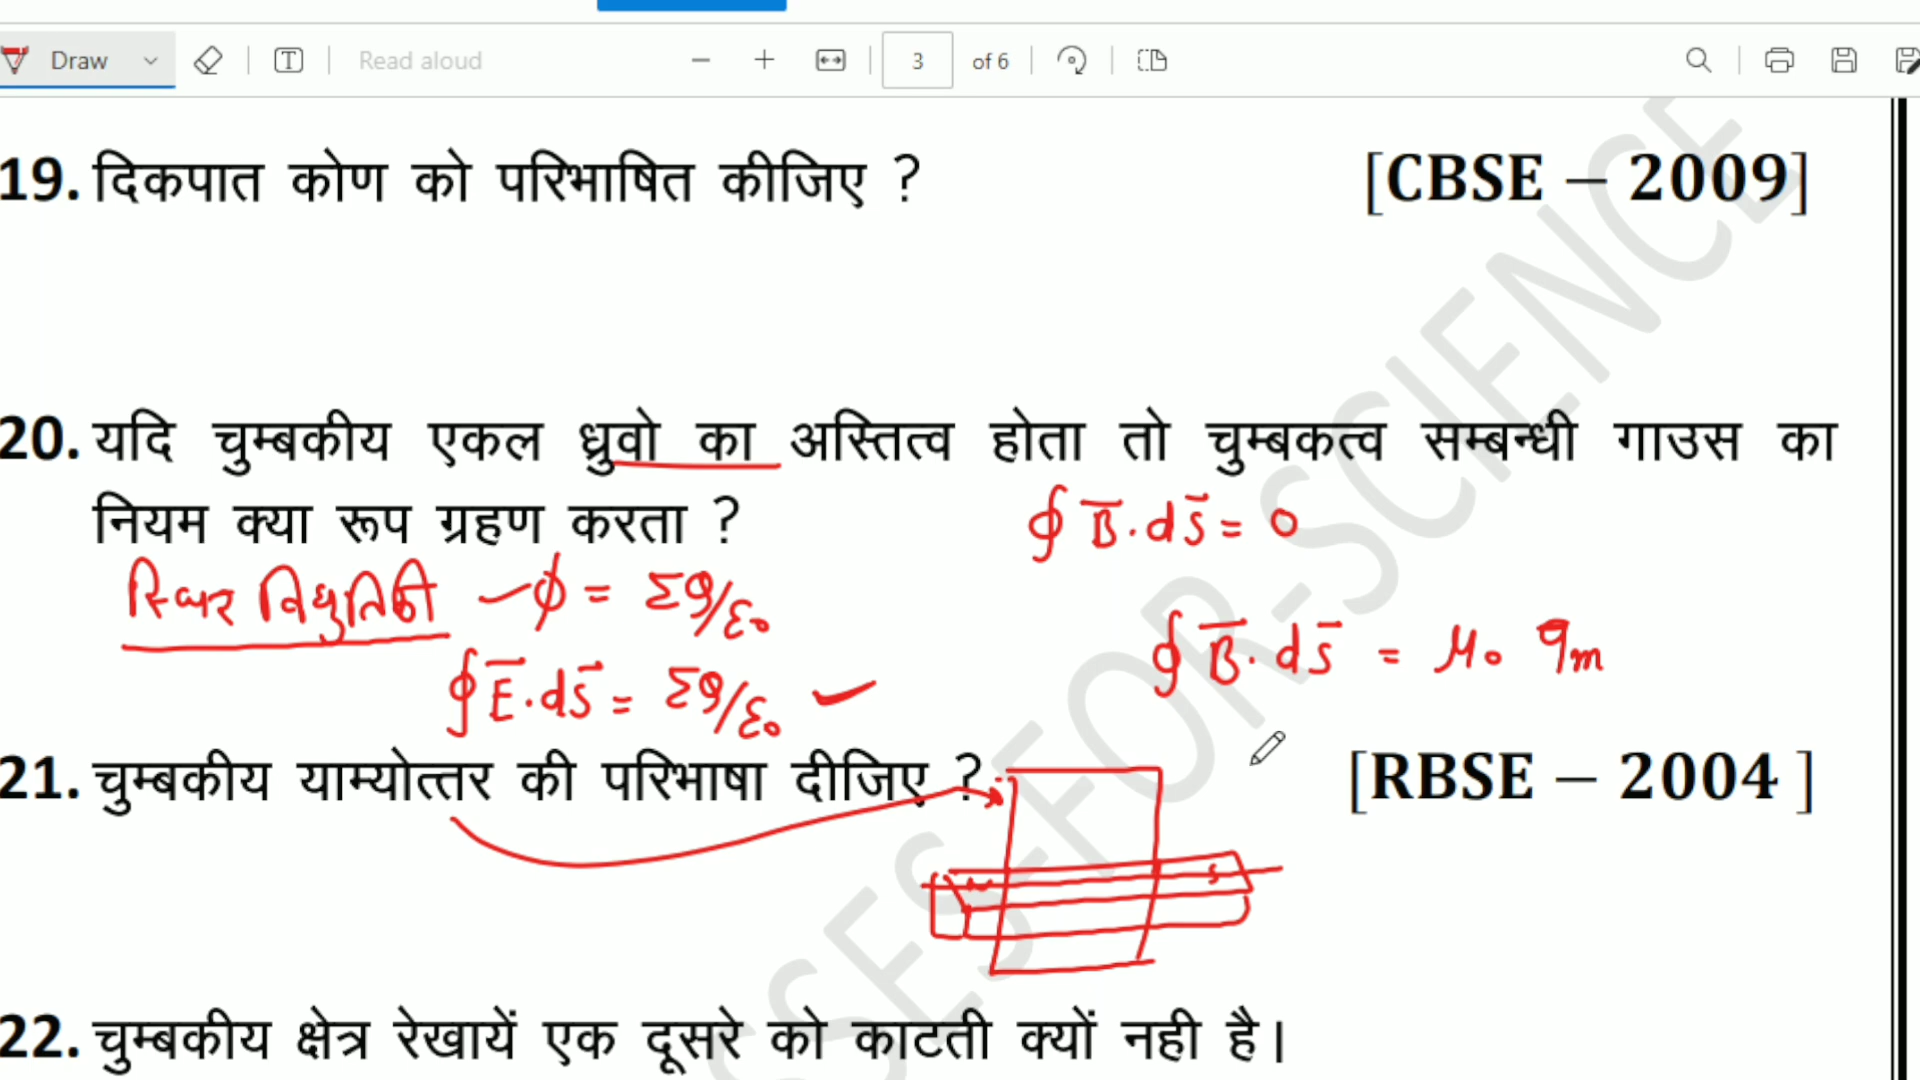 Draw
Read aloud
3 of 6
19. दिकपात कोण को परिभाषित कीजिए ? [CBSE – 2009]
20. यदि चुम्बकीय एकल ध्रुवो का अस्तित्व होता तो चुम्बकत्व सम्बन्धी गाउस का
नियम क्या रूप ग्रहण करता ?
∮ B̅. ds̅ = 0
स्थिर विधुतिकी – ϕ = Σq/ε₀
∮ B̅. ds̅ = μ₀ qm
∮ E̅. ds̅ = Σq/ε₀
21. चुम्बकीय याम्योत्तर की परिभाषा दीजिए ? [RBSE – 2004 ]
N S
22. चुम्बकीय क्षेत्र रेखायें एक दूसरे को काटती क्यों नही है।